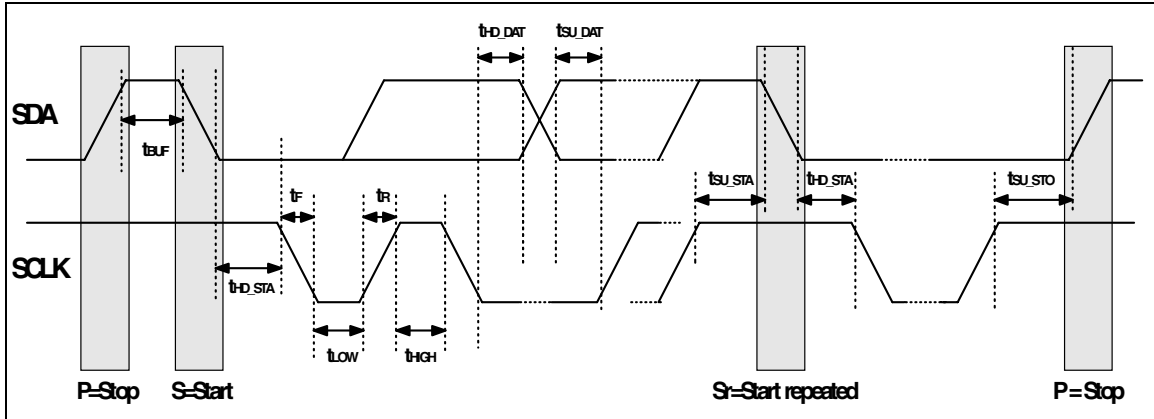 tHD_DAT tSU_DAT
SDA
tBUF
tSU_STA tHD_STA tSU_STO
tF tR
SCLK
tHD_STA
tLOW tHIGH
P=Stop S=Start Sr=Start repeated P = Stop